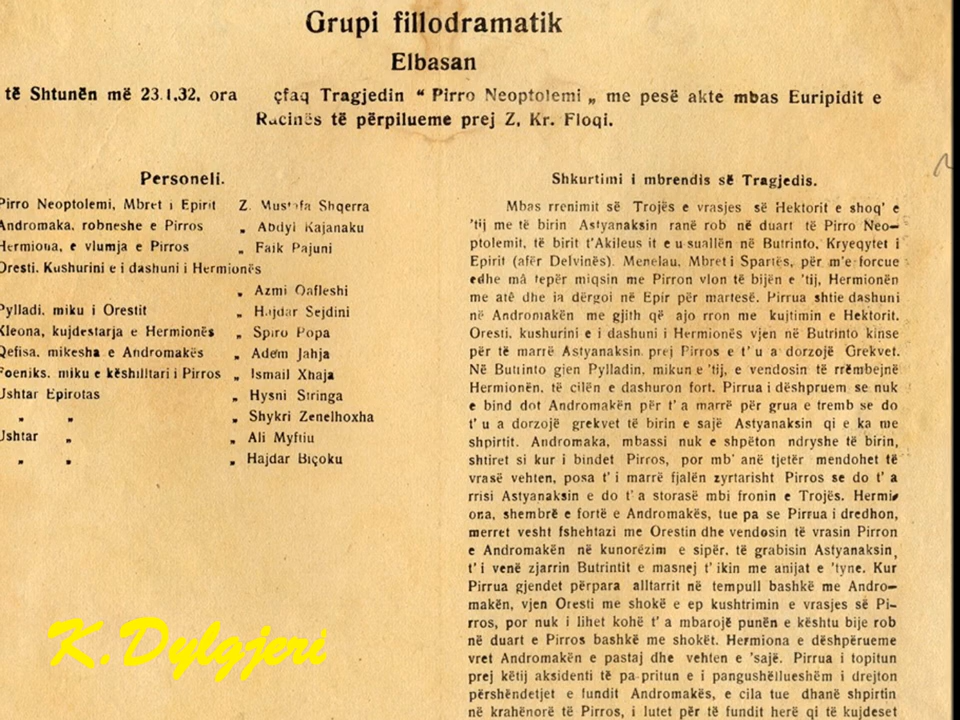 Grupi fillodramatik
Elbasan
të Shtunën më 23.1.32. ora çfaq Tragjedin “ Pirro Neoptolemi „ me pesë akte mbas Euripidit e
Racinës të përpilueme prej Z. Kr. Floqi.
Personeli.
Pirro Neoptolemi, Mbret i Epirit Z. Mustafa Shqerra
Andromaka, robneshe e Pirros „ Abdyl Kajanaku
Hermiona, e vlumja e Pirros „ Faik Pajuni
Oresti. Kushurini e i dashuni i Hermionës
„ Azmi Qafleshi
Pylladi, miku i Orestit „ Hajdar Sejdini
Kleona, kujdestarja e Hermionës „ Spiro Popa
Qefisa, mikesha e Andromakës „ Adem Jahja
Foeniks. miku e këshilltari i Pirros „ Ismail Xhaja
Ushtar Epirotas „ Hysni Stringa
„ „ „ Shykri Zenelhoxha
Ushtar „ „ Ali Myftiu
„ „ „ Hajdar Biçoku
Shkurtimi i mbrendis së Tragjedis.
Mbas rrenimit së Trojës e vrasjes së Hektorit e shoq' e
'tij me të birin Astyanaksin ranë rob në duart të Pirro Neo-
ptolemit, të birit t'Akileus it e u suallën në Butrinto, Kryeqytet i
Epirit (afër Delvinës). Menelau, Mbret i Spartës, për m'e forcue
edhe mâ tepër miqsin me Pirron vlon të bijën e 'tij, Hermionën
me atê dhe ia dërgoi në Epir për martesë. Pirrua shtie dashuni
në Andromakën me gjith që ajo rron me kujtimin e Hektorit.
Oresti, kushurini e i dashuni i Hermionës vjen në Butrinto kinse
për të marrë Astyanaksin prej Pirros e t' u a dorzojë Grekvet.
Në Butrinto gjen Pylladin, mikun e 'tij, e vendosin të rrëmbejnë
Hermionën, të cilën e dashuron fort. Pirrua i dëshpruem se nuk
e bind dot Andromakën për t' a marrë për grua e tremb se do
t' u a dorzojë grekvet të birin e sajë Astyanaksin qi e ka me
shpirtit. Andromaka, mbassi nuk e shpëton ndryshe të birin,
shtiret si kur i bindet Pirros, por mb' anë tjetër mendohet të
vrasë vehten, posa t' i marrë fjalën zyrtarisht Pirros se do t' a
rrisi Astyanaksin e do t' a storasë mbi fronin e Trojës. Hermi
ona, shembrë e fortë e Andromakës, tue pa se Pirrua i dredhon,
merret vesht fshehtazi me Orestin dhe vendosin të vrasin Pirron
e Andromakën në kunorëzim e sipër, të grabisin Astyanaksin,
t' i venë zjarrin Butrintit e masnej t' ikin me anijat e 'tyne. Kur
Pirrua gjendet përpara alltarrit në tempull bashkë me Andro-
makën, vjen Oresti me shokë e ep kushtrimin e vrasjes së Pi-
rros, por nuk i lihet kohë t' a mbarojë punën e kështu bije rob
në duart e Pirros bashkë me shokët. Hermiona e dëshpërueme
vret Andromakën e pastaj dhe vehten e 'sajë. Pirrua i topitun
prej këtij aksidenti të pa-pritun e i pangushëllueshëm i drejton
përshëndetjet e fundit Andromakës, e cila tue dhanë shpirtin
në krahënorë të Pirros, i lutet për të fundit herë qi të kujdeset
K.Dylgjeri